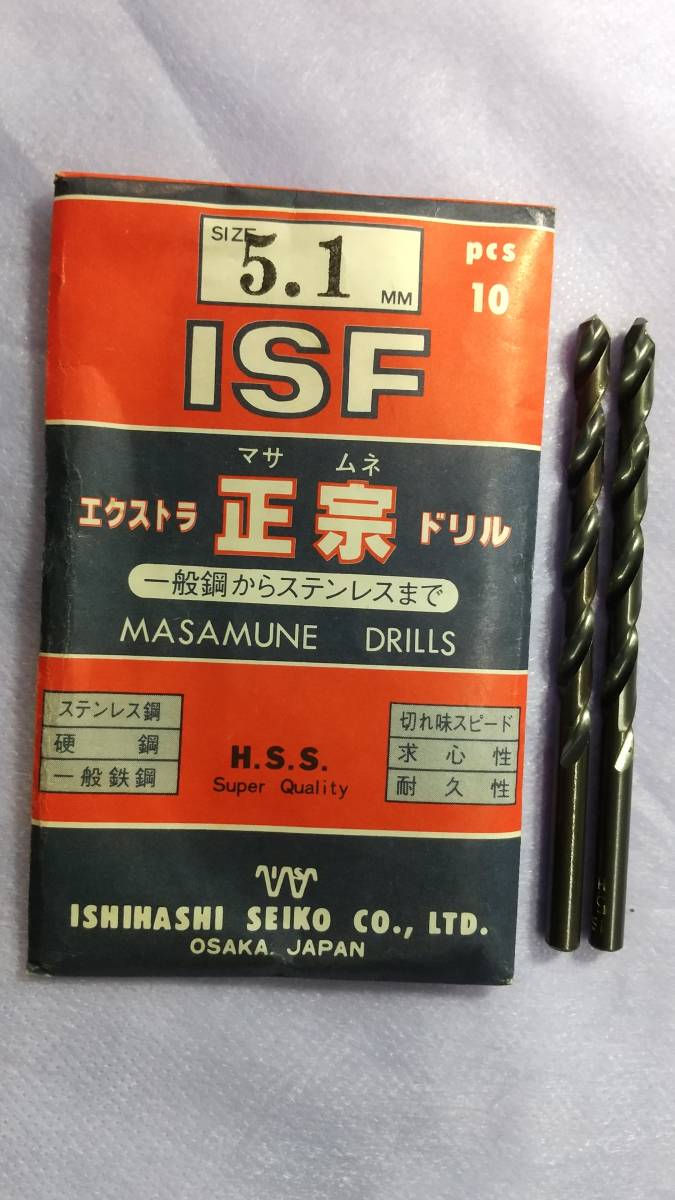 SIZE 5.1 MM
pcs
10
ISF
マサ ムネ
エクストラ 正宗 ドリル
一般鋼からステンレスまで
MASAMUNE DRILLS
ステンレス鋼
硬 鋼
一般鉄鋼
H.S.S.
Super Quality
切れ味スピード
求心性
耐久性
ISHIHASHI SEIKO CO., LTD.
OSAKA. JAPAN